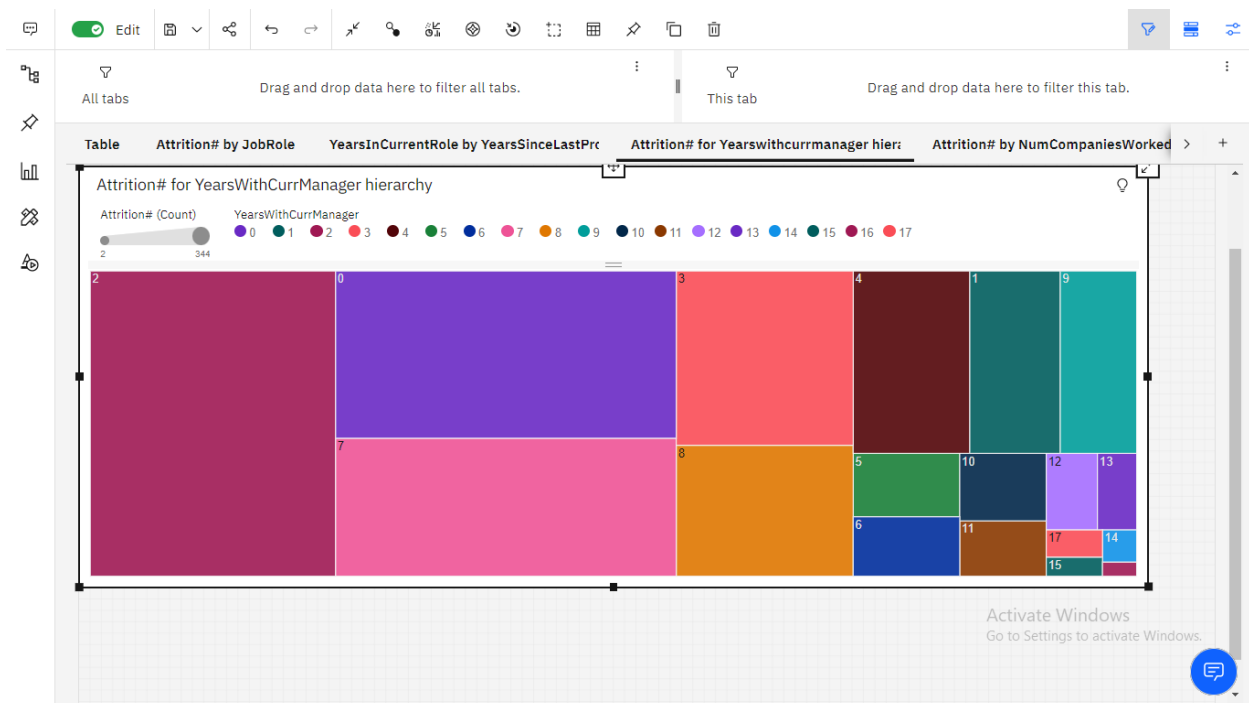 Edit
All tabs
Drag and drop data here to filter all tabs.
This tab
Drag and drop data here to filter this tab.
Table
Attrition# by JobRole
YearsInCurrentRole by YearsSinceLastPro
Attrition# for Yearswithcurrmanager hiera
Attrition# by NumCompaniesWorked
Attrition# for YearsWithCurrManager hierarchy
Attrition# (Count)
2 344
YearsWithCurrManager
0 1 2 3 4 5 6 7 8 9 10 11 12 13 14 15 16 17
2 0 3 4 1 9
7 8 5 10 12 13
6 11 17 14
15
Activate Windows
Go to Settings to activate Windows.